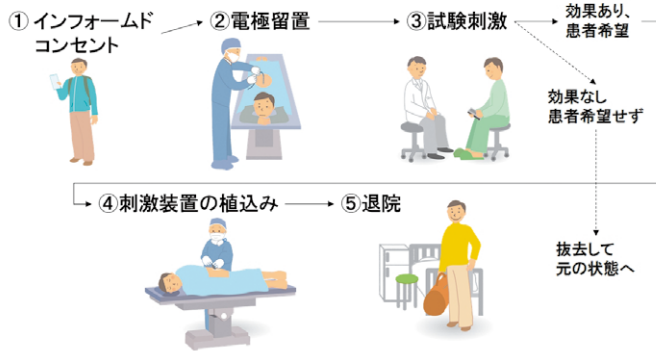 ①インフォームド
コンセント
②電極留置
③試験刺激
効果あり、
患者希望
効果なし
患者希望せず
④刺激装置の植込み
⑤退院
抜去して
元の状態へ